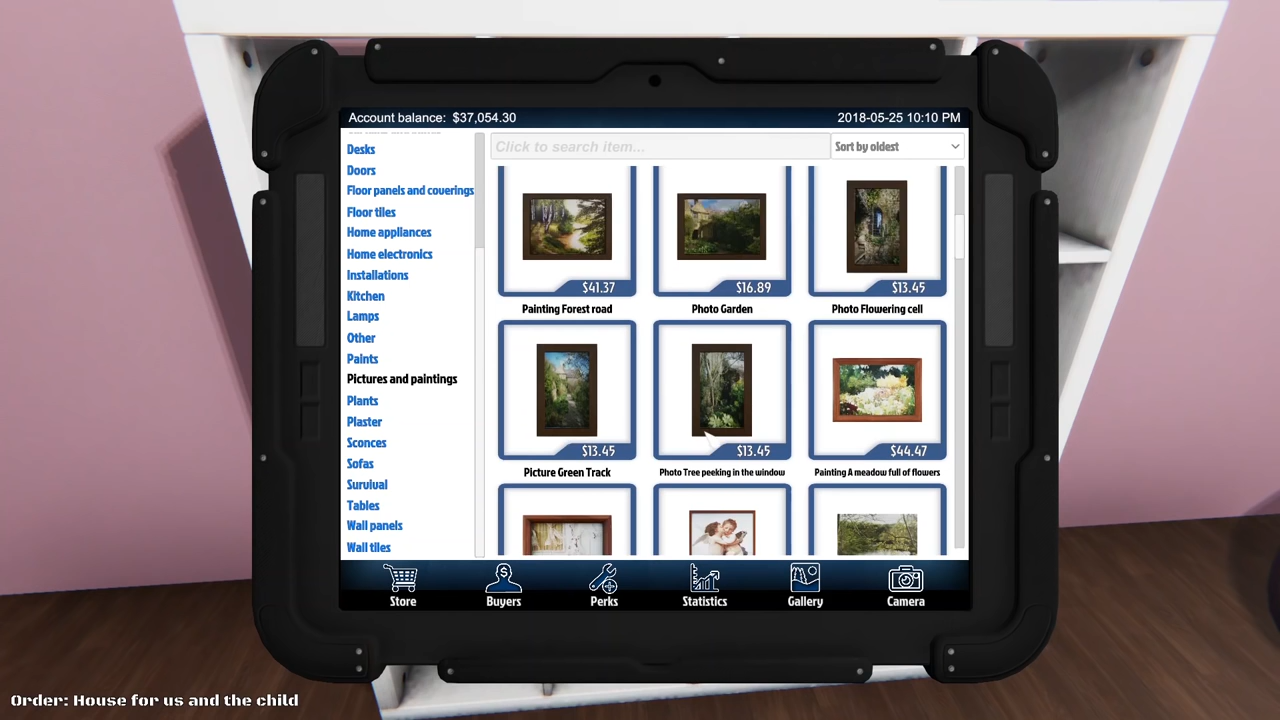 Account balance: $37,054.30
2018-05-25 10:10 PM
Desks
Doors
Floor panels and coverings
Floor tiles
Home appliances
Home electronics
Installations
Kitchen
Lamps
Other
Paints
Pictures and paintings
Plants
Plaster
Sconces
Sofas
Survival
Tables
Wall panels
Wall tiles
Click to search item...
Sort by oldest
$41.37
$16.89
$13.45
Painting Forest road
Photo Garden
Photo Flowering cell
$13.45
$13.45
$44.47
Picture Green Track
Photo Tree peeking in the window
Painting A meadow full of flowers
Store
Buyers
Perks
Statistics
Gallery
Camera
Order: House for us and the child